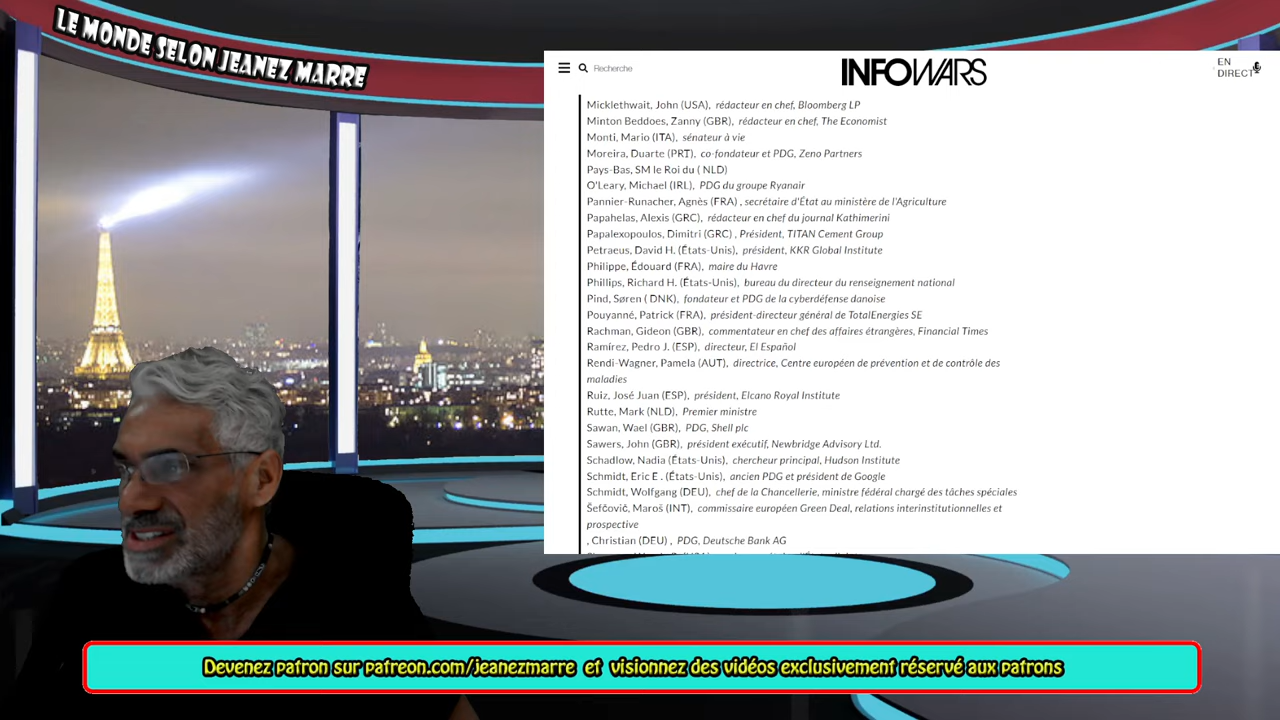 LE MONDE SELON JEANEZ MARRE
Recherche
INFOWARS
EN
DIRECT
Micklethwait, John (USA), rédacteur en chef, Bloomberg LP
Minton Beddoes, Zanny (GBR), rédacteur en chef, The Economist
Monti, Mario (ITA), sénateur à vie
Moreira, Duarte (PRT), co-fondateur et PDG, Zeno Partners
Pays-Bas, SM le Roi du ( NLD)
O'Leary, Michael (IRL), PDG du groupe Ryanair
Pannier-Runacher, Agnès (FRA) , secrétaire d'État au ministère de l'Agriculture
Papahelas, Alexis (GRC), rédacteur en chef du journal Kathimerini
Papalexopoulos, Dimitri (GRC) , Président, TITAN Cement Group
Petraeus, David H. (États-Unis), président, KKR Global Institute
Philippe, Édouard (FRA), maire du Havre
Phillips, Richard H. (États-Unis), bureau du directeur du renseignement national
Pind, Søren ( DNK), fondateur et PDG de la cyberdéfense danoise
Pouyanné, Patrick (FRA), président-directeur général de TotalEnergies SE
Rachman, Gideon (GBR), commentateur en chef des affaires étrangères, Financial Times
Ramírez, Pedro J. (ESP), directeur, El Español
Rendi-Wagner, Pamela (AUT), directrice, Centre européen de prévention et de contrôle des
maladies
Ruiz, José Juan (ESP), président, Elcano Royal Institute
Rutte, Mark (NLD), Premier ministre
Sawan, Wael (GBR), PDG, Shell plc
Sawers, John (GBR), président exécutif, Newbridge Advisory Ltd.
Schadlow, Nadia (États-Unis), chercheur principal, Hudson Institute
Schmidt, Eric E . (États-Unis), ancien PDG et président de Google
Schmidt, Wolfgang (DEU), chef de la Chancellerie, ministre fédéral chargé des tâches spéciales
Šefčovič, Maroš (INT), commissaire européen Green Deal, relations interinstitutionnelles et
prospective
, Christian (DEU) , PDG, Deutsche Bank AG
Devenez patron sur patreon.com/jeanezmarre et visionnez des vidéos exclusivement réservé aux patrons